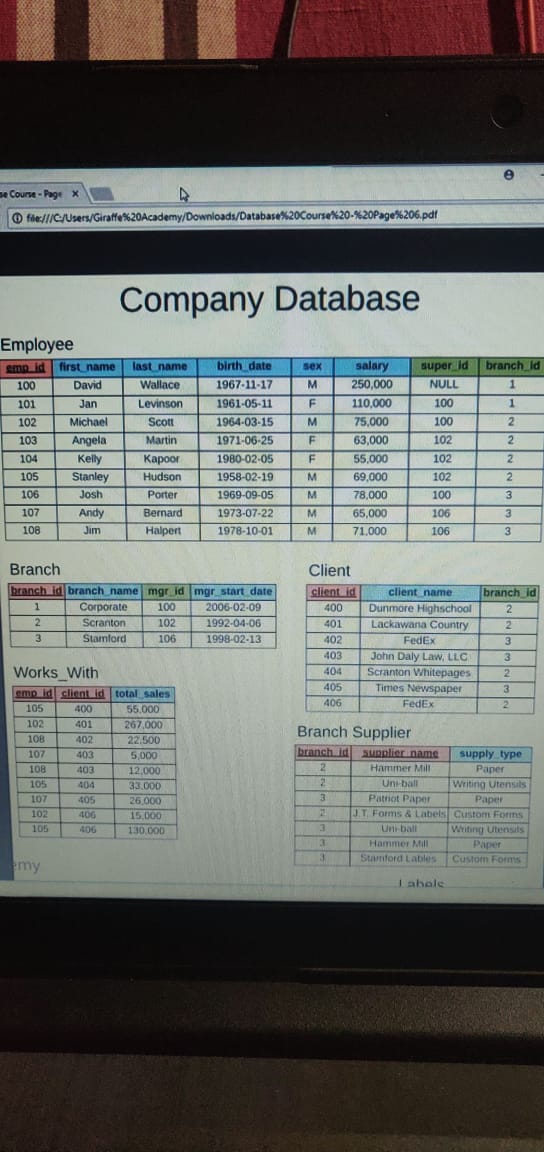 se Course - Page x
file:///C:/Users/Giraffe%20Academy/Downloads/Database%20Course%20-%20Page%206.pdf
Company Database
Employee
emp_id first_name last_name birth_date sex salary super_id branch_id
100 David Wallace 1967-11-17 M 250,000 NULL 1
101 Jan Levinson 1961-05-11 F 110,000 100 1
102 Michael Scott 1964-03-15 M 75,000 100 2
103 Angela Martin 1971-06-25 F 63,000 102 2
104 Kelly Kapoor 1980-02-05 F 55,000 102 2
105 Stanley Hudson 1958-02-19 M 69,000 102 2
106 Josh Porter 1969-09-05 M 78,000 100 3
107 Andy Bernard 1973-07-22 M 65,000 106 3
108 Jim Halpert 1978-10-01 M 71,000 106 3
Branch
branch_id branch_name mgr_id mgr_start_date
1 Corporate 100 2006-02-09
2 Scranton 102 1992-04-06
3 Stamford 106 1998-02-13
Works_With
emp_id client_id total_sales
105 400 55,000
102 401 267,000
108 402 22,500
107 403 5,000
108 403 12,000
105 404 33,000
107 405 26,000
102 406 15,000
105 406 130,000
emy
Client
client_id client_name branch_id
400 Dunmore Highschool 2
401 Lackawana Country 2
402 FedEx 3
403 John Daly Law, LLC 3
404 Scranton Whitepages 2
405 Times Newspaper 3
406 FedEx 2
Branch Supplier
branch_id supplier_name supply_type
2 Hammer Mill Paper
2 Uni-ball Writing Utensils
3 Patriot Paper Paper
2 J.T. Forms & Labels Custom Forms
3 Uni-ball Writing Utensils
3 Hammer Mill Paper
3 Stamford Lables Custom Forms
Labels